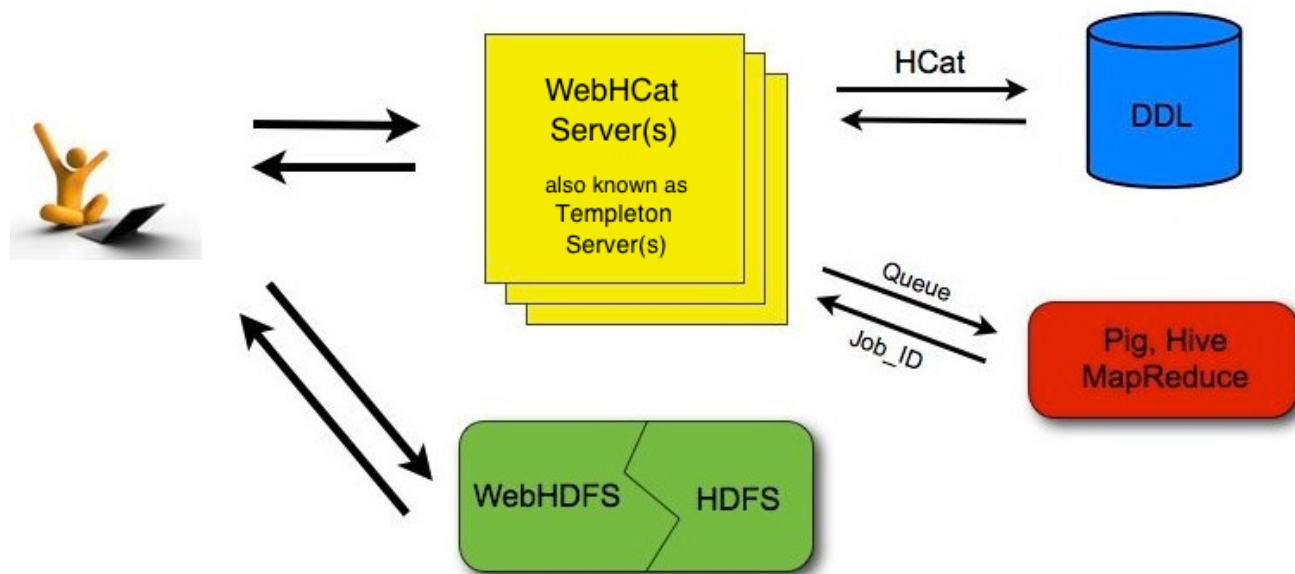 WebHCat
Server(s)
also known as
Templeton
Server(s)
HCat
DDL
Queue
Job_ID
Pig, Hive
MapReduce
WebHDFS
HDFS